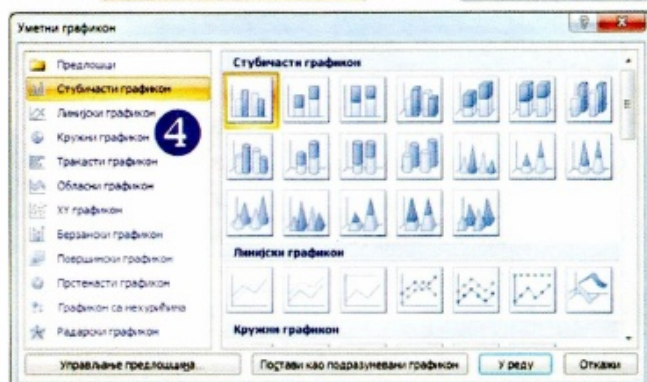 Уметни графикон
Предлошци
Стубичасти графикон
Линијски графикон
Кружни графикон
4
Тракасти графикон
Обласни графикон
XY графикон
Берзански графикон
Површински графикон
Прстенасти графикон
Графикон са мехурићима
Радарски графикон
Стубичасти графикон
Линијски графикон
Кружни графикон
Управљање предлошцима...
Постави као подразумевани графикон
У реду
Откажи